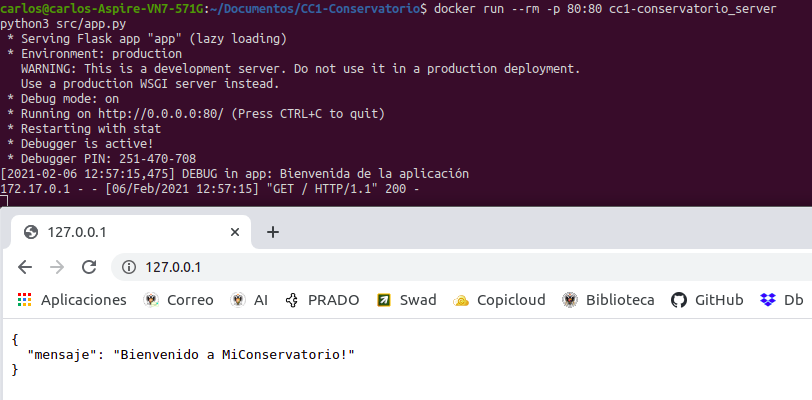 carlos@carlos-Aspire-VN7-571G:~/Documentos/CC1-Conservatorio$ docker run --rm -p 80:80 cc1-conservatorio_server
python3 src/app.py
 * Serving Flask app "app" (lazy loading)
 * Environment: production
   WARNING: This is a development server. Do not use it in a production deployment.
   Use a production WSGI server instead.
 * Debug mode: on
 * Running on http://0.0.0.0:80/ (Press CTRL+C to quit)
 * Restarting with stat
 * Debugger is active!
 * Debugger PIN: 251-470-708
[2021-02-06 12:57:15,475] DEBUG in app: Bienvenida de la aplicación
172.17.0.1 - - [06/Feb/2021 12:57:15] "GET / HTTP/1.1" 200 -
127.0.0.1
127.0.0.1
Aplicaciones Correo AI PRADO Swad Copicloud Biblioteca GitHub Db
{
  "mensaje": "Bienvenido a MiConservatorio!"
}